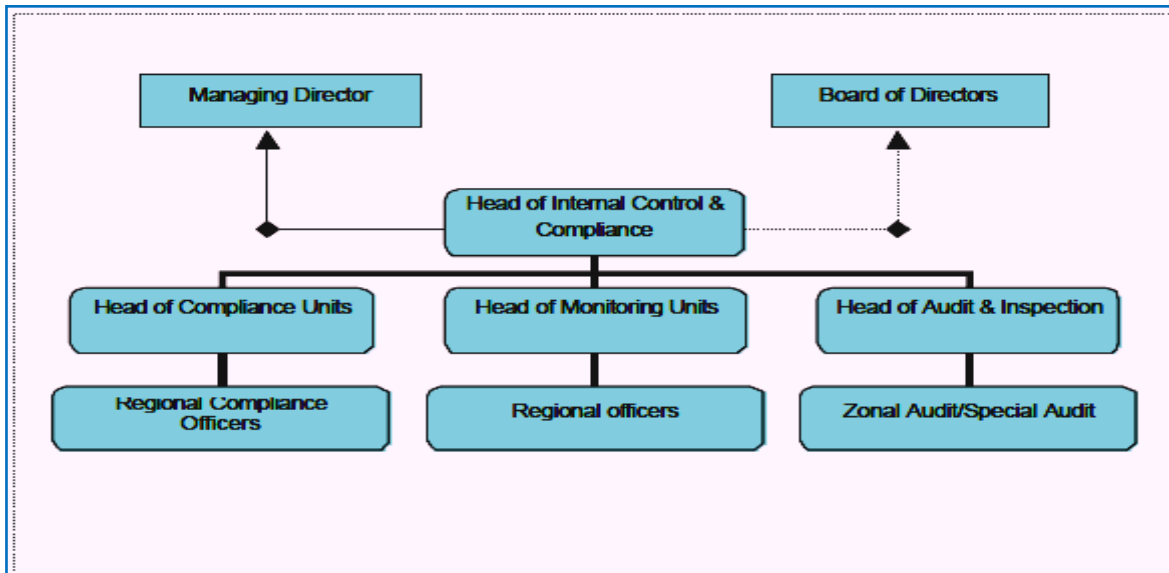 Managing Director
Board of Directors
Head of Internal Control &
Compliance
Head of Compliance Units
Head of Monitoring Units
Head of Audit & Inspection
Regional Compliance
Officers
Regional officers
Zonal Audit/Special Audit